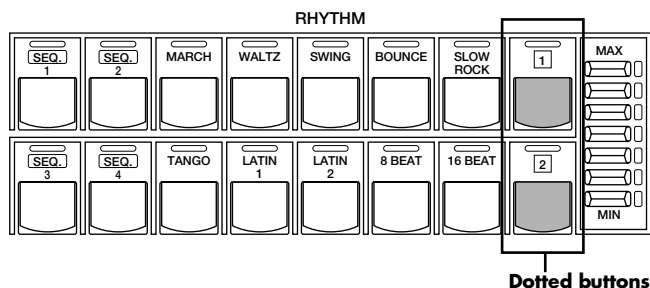 RHYTHM
SEQ. 1
SEQ. 2
MARCH
WALTZ
SWING
BOUNCE
SLOW
ROCK
1
MAX
SEQ. 3
SEQ. 4
TANGO
LATIN
1
LATIN
2
8 BEAT
16 BEAT
2
MIN
Dotted buttons